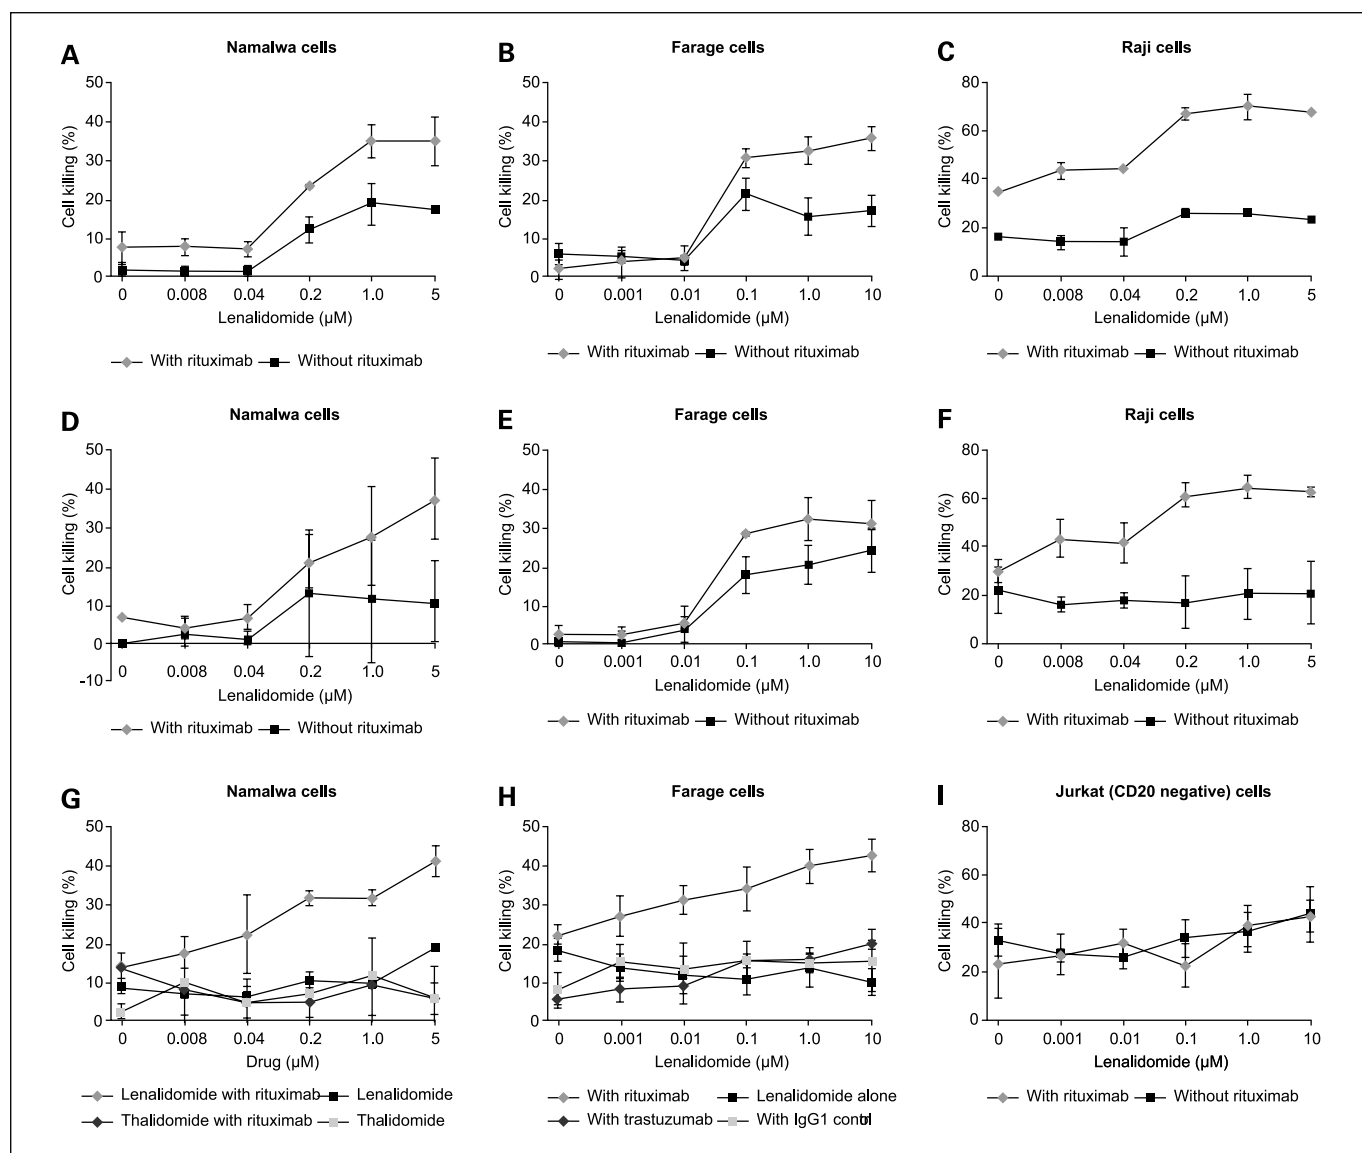 A Namalwa cells
50
40
30
20
10
0
Cell killing (%)
0 0.008 0.04 0.2 1.0 5
Lenalidomide (µM)
With rituximab Without rituximab
B Farage cells
50
40
30
20
10
0
Cell killing (%)
0 0.001 0.01 0.1 1.0 10
Lenalidomide (µM)
With rituximab Without rituximab
C Raji cells
80
60
40
20
0
Cell killing (%)
0 0.008 0.04 0.2 1.0 5
Lenalidomide (µM)
With rituximab Without rituximab
D Namalwa cells
50
40
30
20
10
0
-10
Cell killing (%)
0 0.008 0.04 0.2 1.0 5
Lenalidomide (µM)
With rituximab Without rituximab
E Farage cells
50
40
30
20
10
0
Cell killing (%)
0 0.001 0.01 0.1 1.0 10
Lenalidomide (µM)
With rituximab Without rituximab
F Raji cells
80
60
40
20
0
Cell killing (%)
0 0.008 0.04 0.2 1.0 5
Lenalidomide (µM)
With rituximab Without rituximab
G Namalwa cells
50
40
30
20
10
0
Cell killing (%)
0 0.008 0.04 0.2 1.0 5
Drug (µM)
Lenalidomide with rituximab Lenalidomide
Thalidomide with rituximab Thalidomide
H Farage cells
50
40
30
20
10
0
Cell killing (%)
0 0.001 0.01 0.1 1.0 10
Lenalidomide (µM)
With rituximab Lenalidomide alone
With trastuzumab With IgG1 control
I Jurkat (CD20 negative) cells
80
60
40
20
0
Cell killing (%)
0 0.001 0.01 0.1 1.0 10
Lenalidomide (µM)
With rituximab Without rituximab